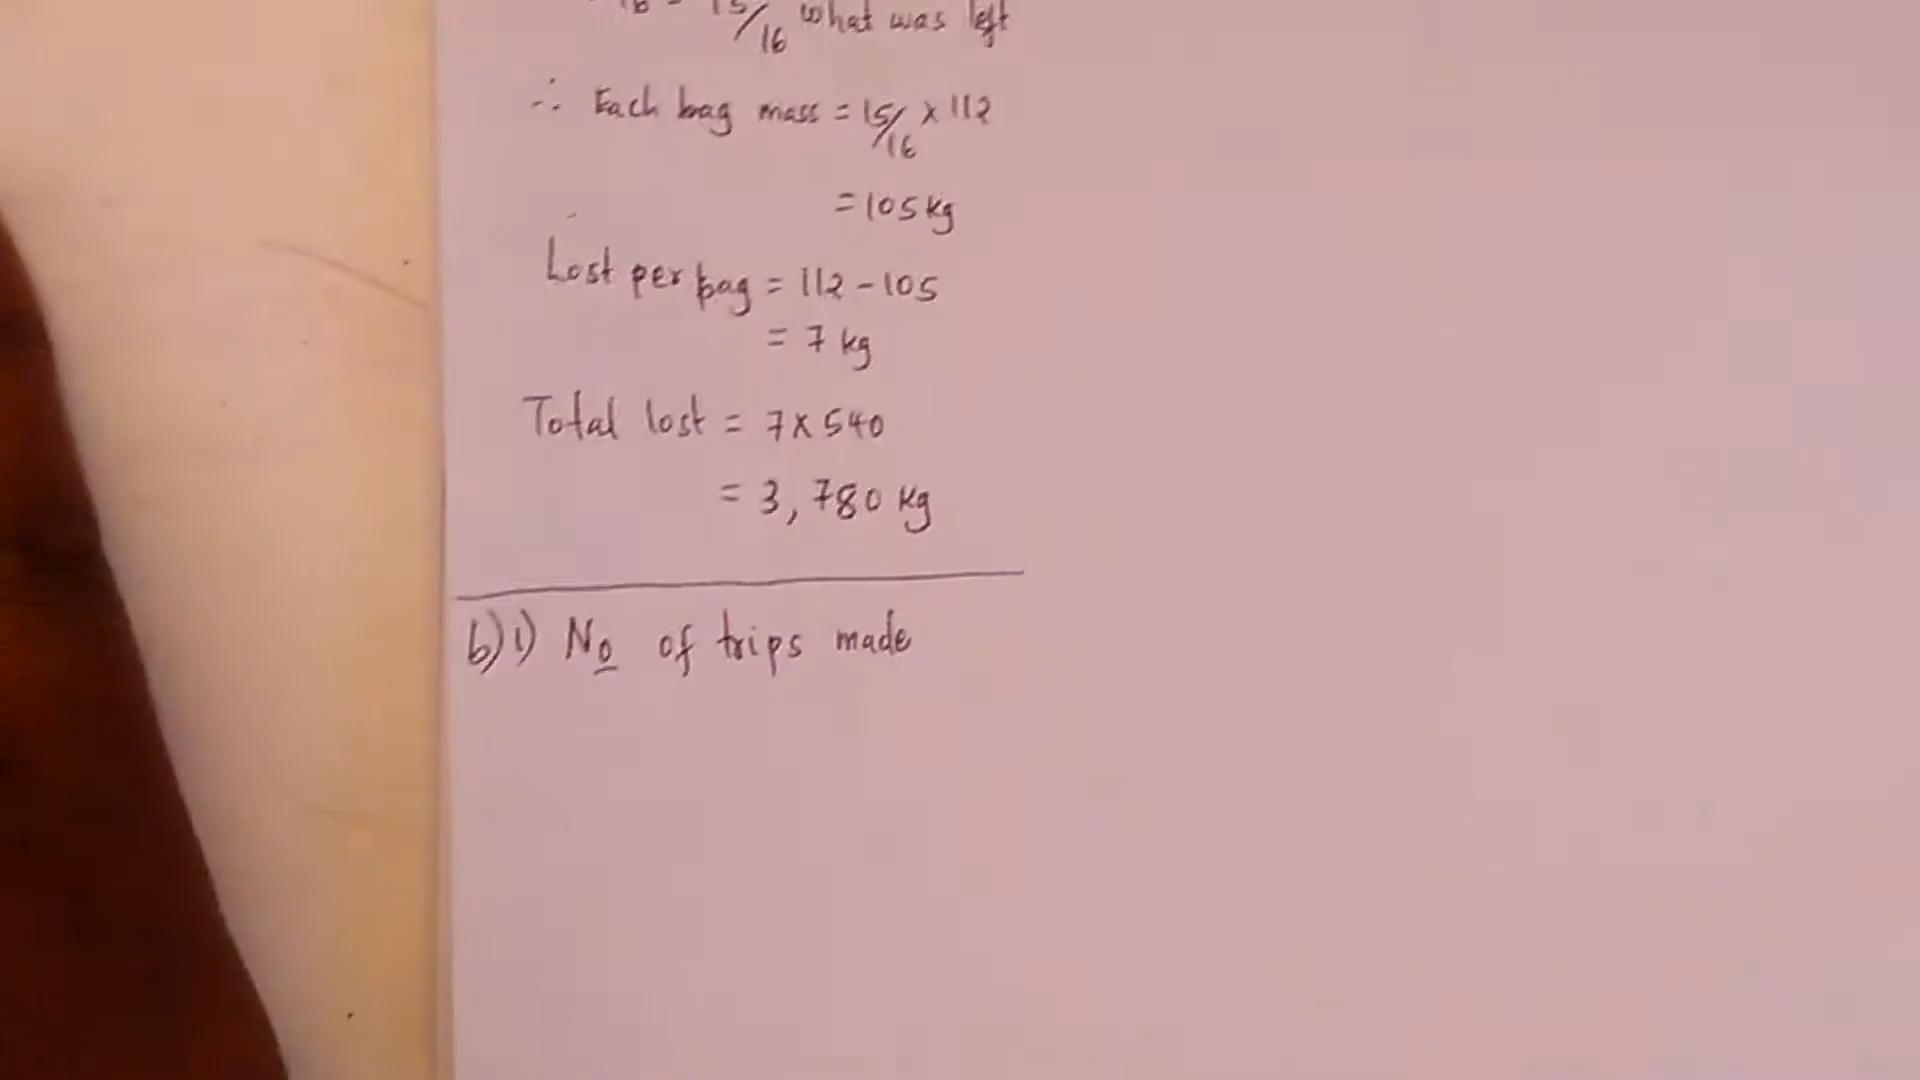 15/16 what was left
∴ Each bag mass = 15/16 x 112
= 105 kg
Lost per bag = 112 - 105
= 7 kg
Total lost = 7 x 540
= 3,780 kg
b) i) No of trips made